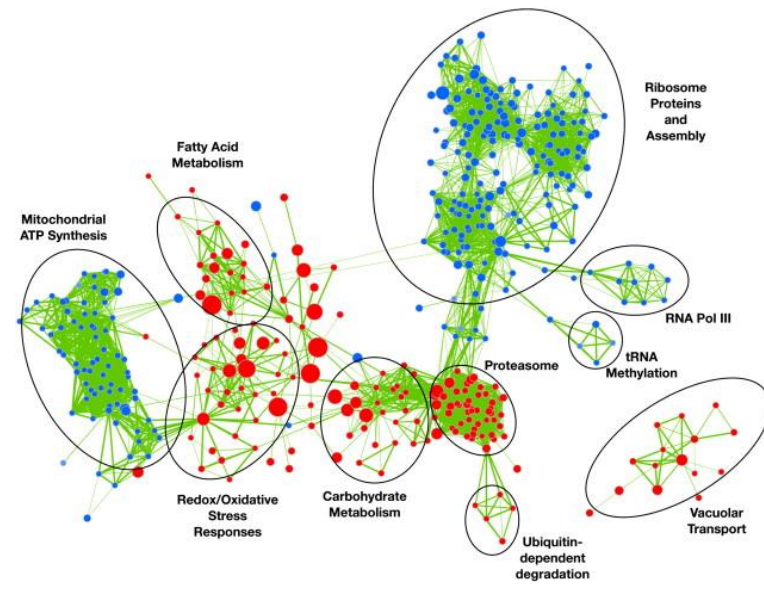 Ribosome
Proteins
and
Assembly
Fatty Acid
Metabolism
Mitochondrial
ATP Synthesis
RNA Pol III
tRNA
Methylation
Proteasome
Redox/Oxidative
Stress
Responses
Carbohydrate
Metabolism
Vacuolar
Transport
Ubiquitin-
dependent
degradation